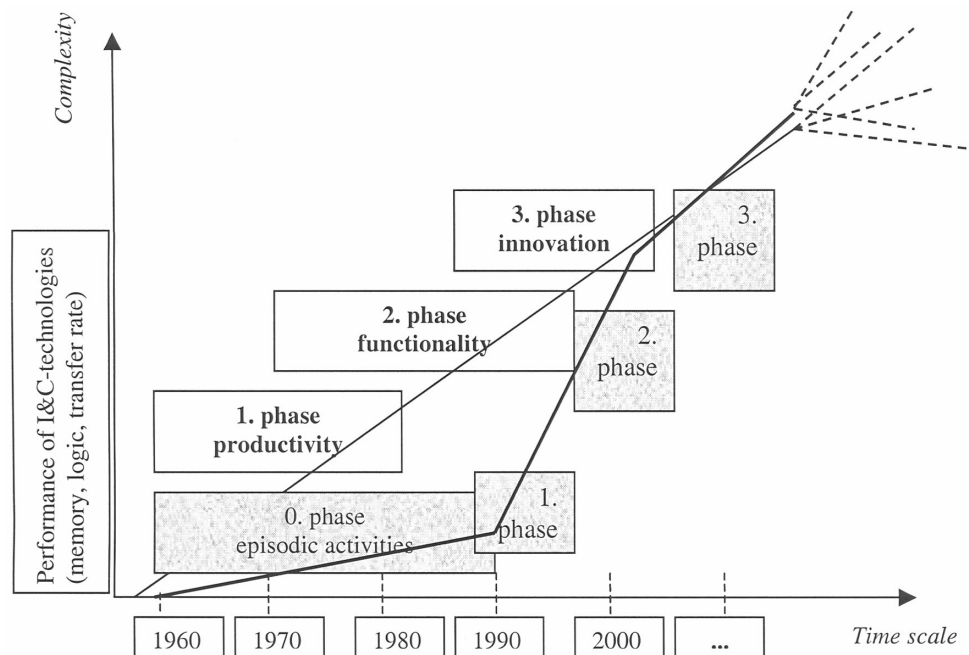 Complexity
Performance of I&C-technologies
(memory, logic, transfer rate)
3. phase
innovation
3.
phase
2. phase
functionality
2.
phase
1. phase
productivity
1.
phase
0. phase
episodic activities
1960
1970
1980
1990
2000
...
Time scale